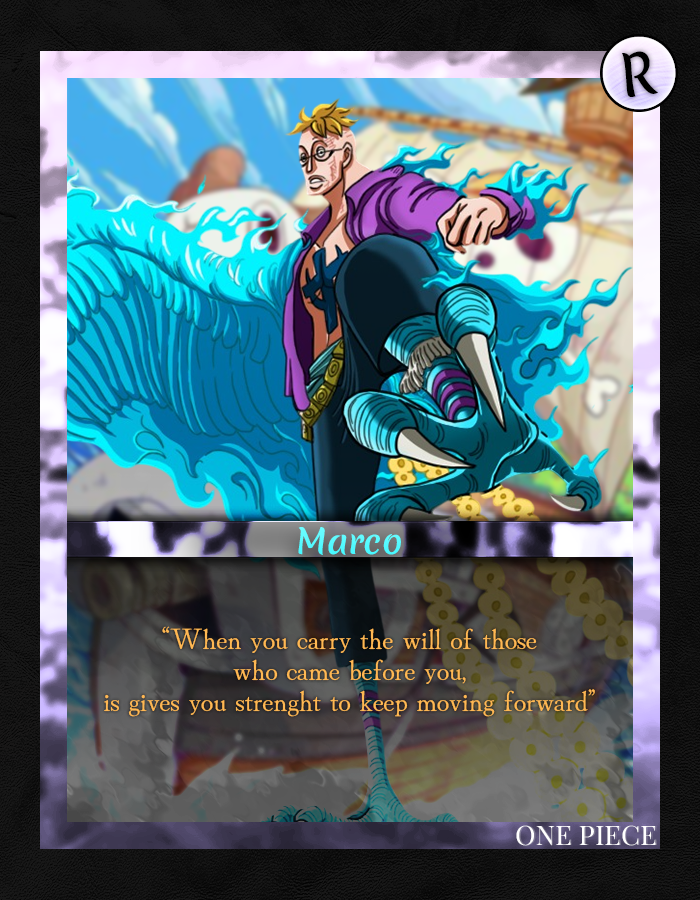 R
Marco
“When you carry the will of those
who came before you,
is gives you strenght to keep moving forward”
ONE PIECE